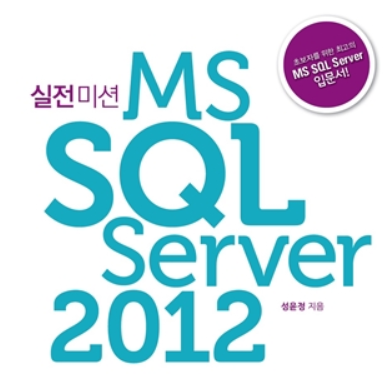 초보자를 위한 최고의
MS SQL Server
입문서!
실전미션
MS
SQL
Server
2012
성윤정 지음